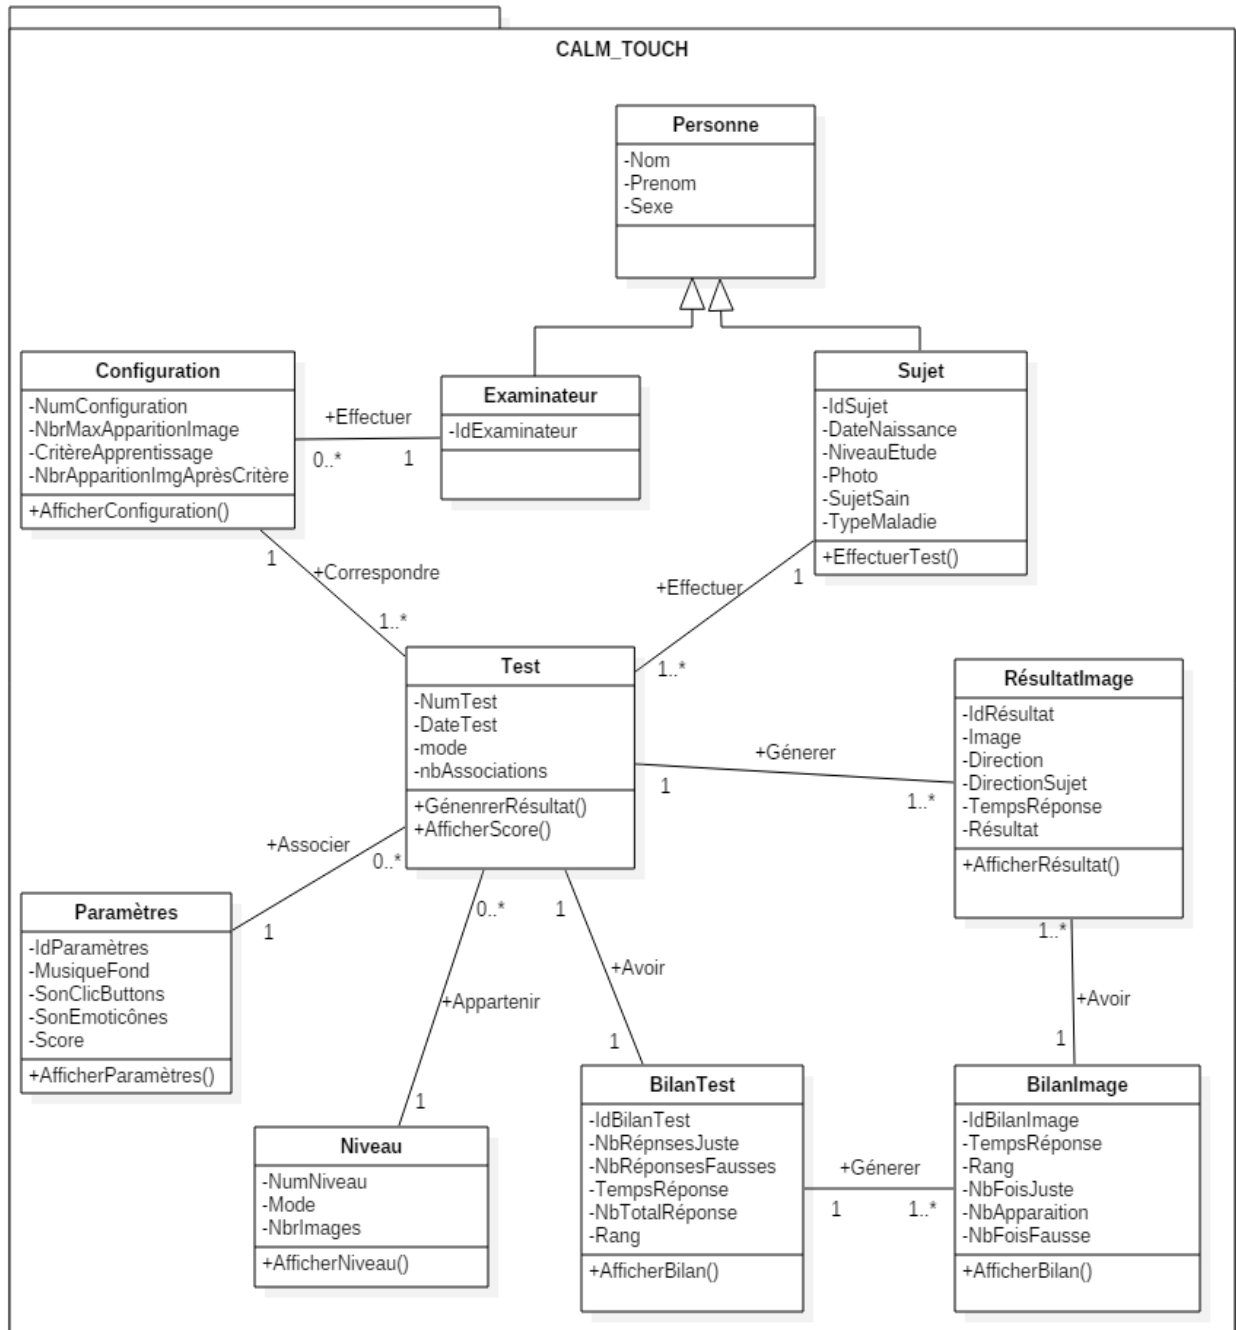 CALM_TOUCH
Personne
-Nom
-Prenom
-Sexe
Configuration
-NumConfiguration
-NbrMaxApparitionImage
-CritèreApprentissage
-NbrApparitionImgAprèsCritère
+AfficherConfiguration()
+Effectuer
0..*
1
Examinateur
-IdExaminateur
Sujet
-IdSujet
-DateNaissance
-NiveauEtude
-Photo
-SujetSain
-TypeMaladie
+EffectuerTest()
1
+Correspondre
1..*
+Effectuer
1
1..*
Test
-NumTest
-DateTest
-mode
-nbAssociations
+GénenrerRésultat()
+AfficherScore()
+Génerer
1
1..*
RésultatImage
-IdRésultat
-Image
-Direction
-DirectionSujet
-TempsRéponse
-Résultat
+AfficherRésultat()
+Associer
0..*
1
Paramètres
-IdParamètres
-MusiqueFond
-SonClicButtons
-SonEmoticônes
-Score
+AfficherParamètres()
0..*
+Appartenir
1
1
+Avoir
1
1..*
+Avoir
1
Niveau
-NumNiveau
-Mode
-NbrImages
+AfficherNiveau()
BilanTest
-IdBilanTest
-NbRépnsesJuste
-NbRéponsesFausses
-TempsRéponse
-NbTotalRéponse
-Rang
+AfficherBilan()
+Génerer
1
1..*
BilanImage
-IdBilanImage
-TempsRéponse
-Rang
-NbFoisJuste
-NbApparaition
-NbFoisFausse
+AfficherBilan()